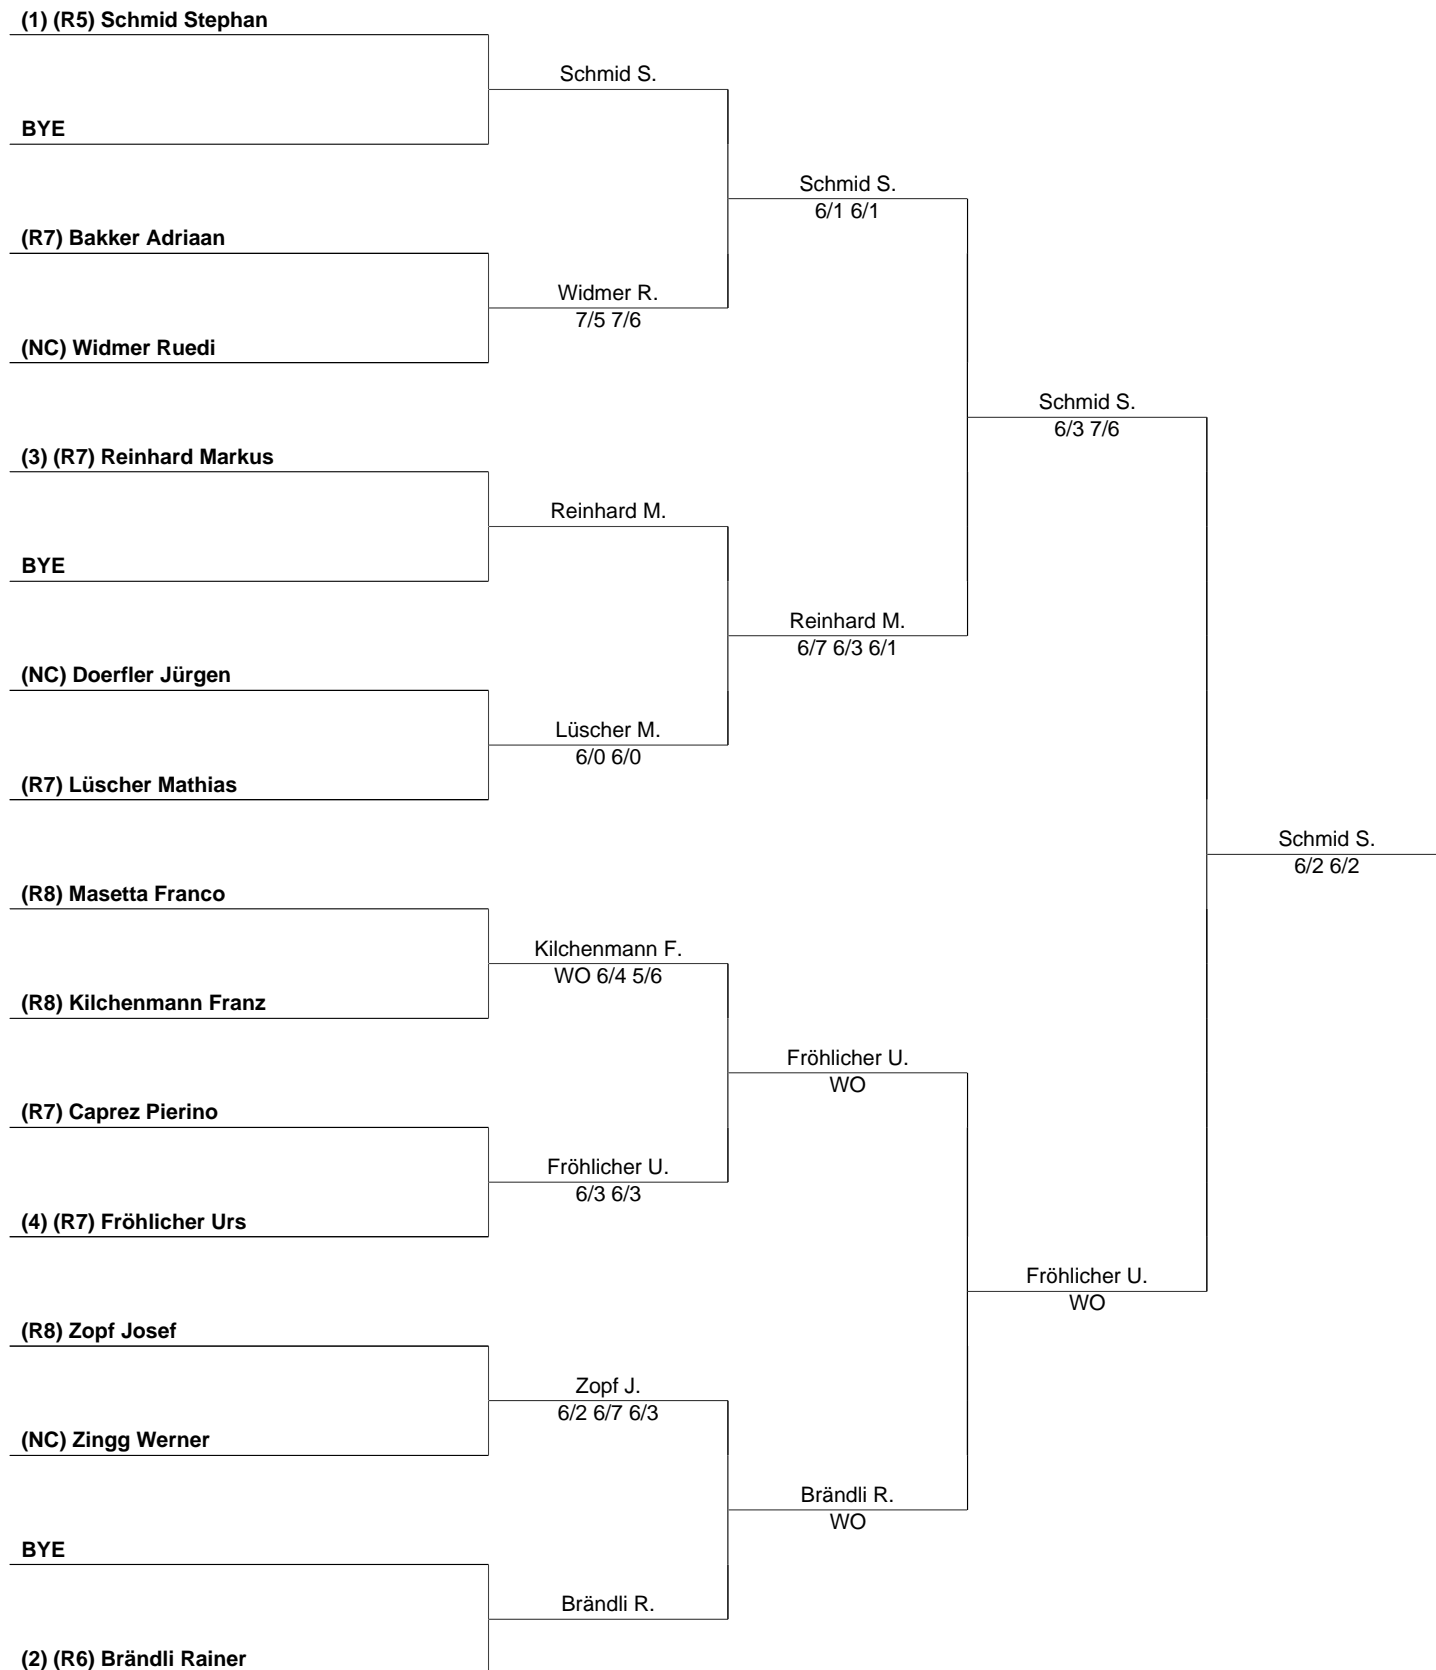 (1) (R5) Schmid Stephan
Schmid S.
BYE
Schmid S.
6/1 6/1
(R7) Bakker Adriaan
Widmer R.
7/5 7/6
(NC) Widmer Ruedi
Schmid S.
6/3 7/6
(3) (R7) Reinhard Markus
Reinhard M.
BYE
Reinhard M.
6/7 6/3 6/1
(NC) Doerfler Jürgen
Lüscher M.
6/0 6/0
(R7) Lüscher Mathias
Schmid S.
6/2 6/2
(R8) Masetta Franco
Kilchenmann F.
WO 6/4 5/6
(R8) Kilchenmann Franz
Fröhlicher U.
WO
(R7) Caprez Pierino
Fröhlicher U.
6/3 6/3
(4) (R7) Fröhlicher Urs
Fröhlicher U.
WO
(R8) Zopf Josef
Zopf J.
6/2 6/7 6/3
(NC) Zingg Werner
Brändli R.
WO
BYE
Brändli R.
(2) (R6) Brändli Rainer